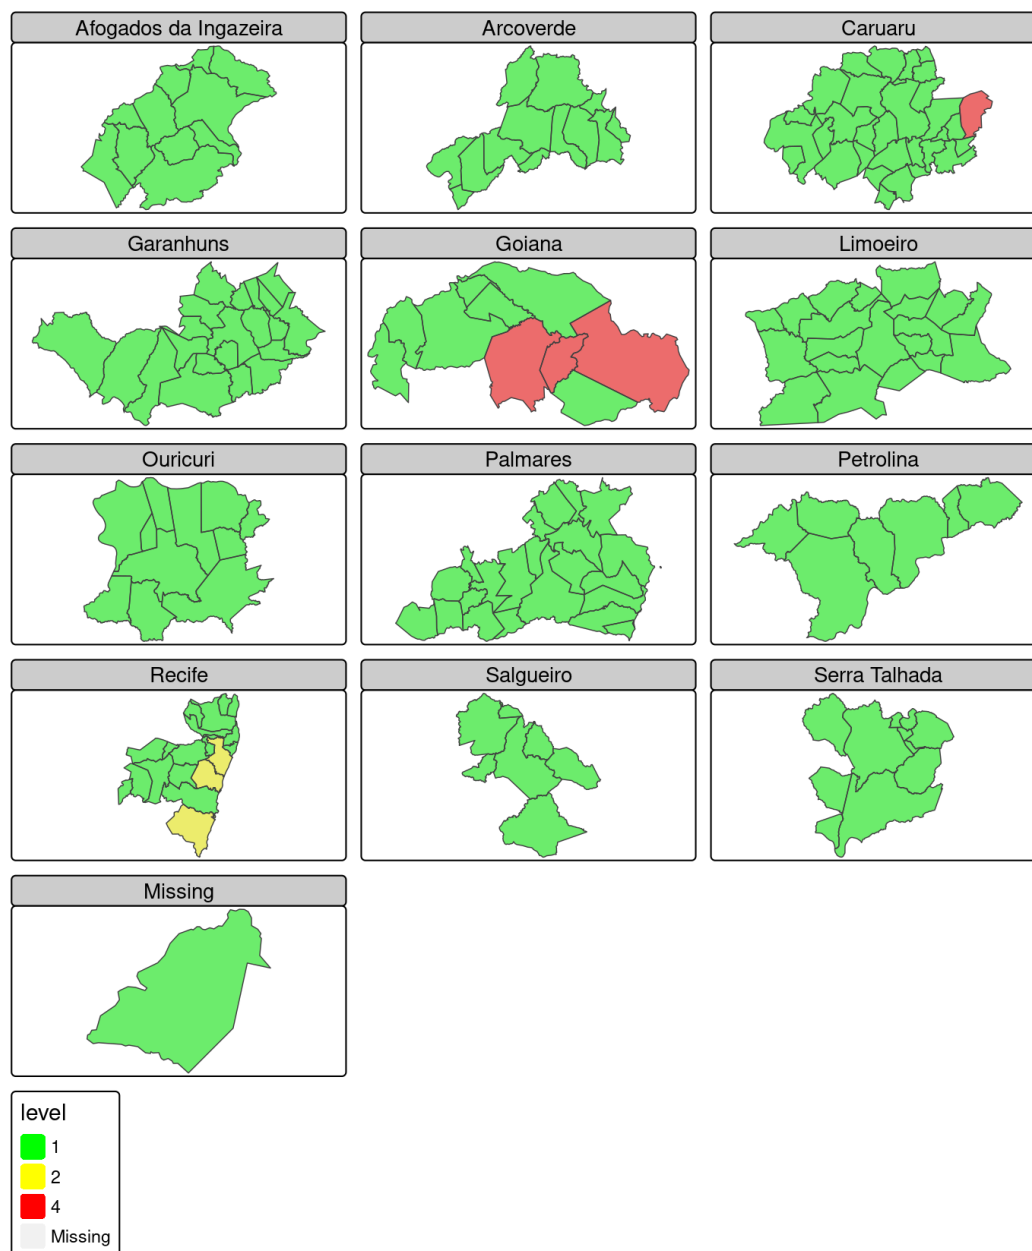 Afogados da Ingazeira
Arcoverde
Caruaru
Garanhuns
Goiana
Limoeiro
Ouricuri
Palmares
Petrolina
Recife
Salgueiro
Serra Talhada
Missing
level
1
2
4
Missing